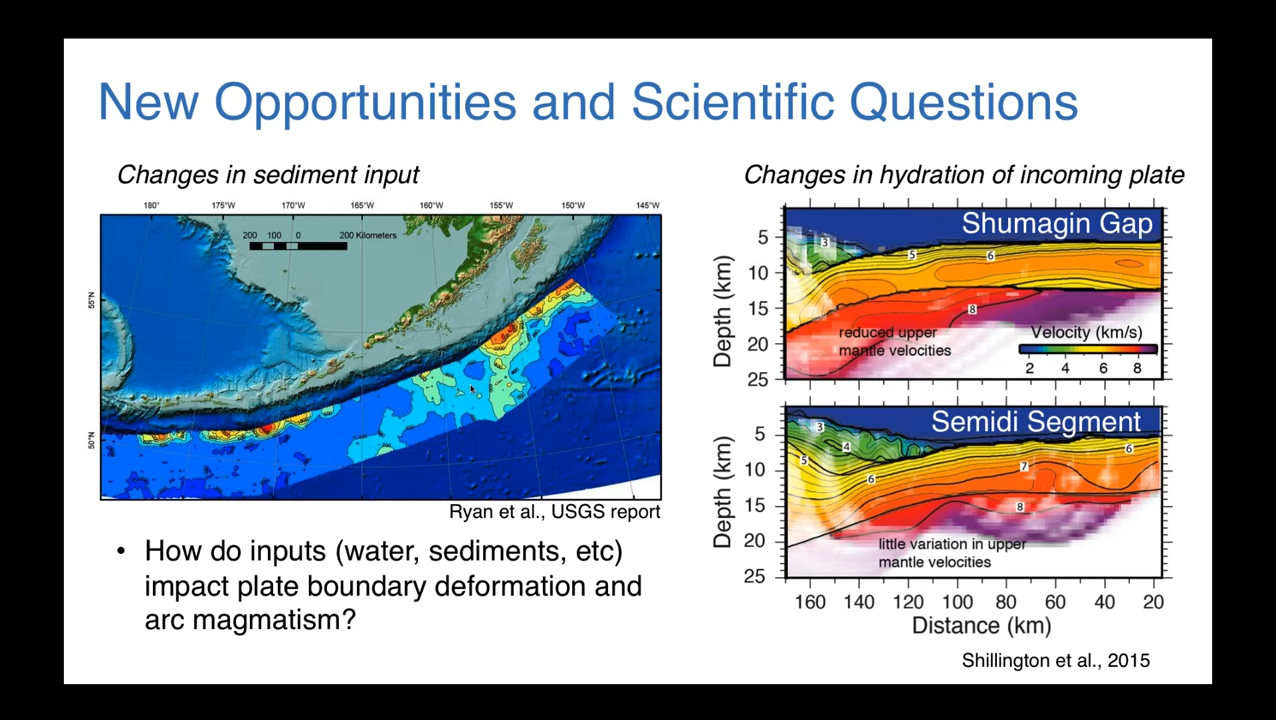 New Opportunities and Scientific Questions
Changes in sediment input
180° 175°W 170°W 165°W 160°W 155°W 150°W 145°W
200 100 0 200 Kilometers
55°N
50°N
Ryan et al., USGS report
• How do inputs (water, sediments, etc)
impact plate boundary deformation and
arc magmatism?
Changes in hydration of incoming plate
Shumagin Gap
Depth (km)
5
10
15
20
25
3
5
6
8
reduced upper
mantle velocities
Velocity (km/s)
2 4 6 8
Semidi Segment
Depth (km)
5
10
15
20
25
3
4
5
6
7
6
8
little variation in upper
mantle velocities
160 140 120 100 80 60 40 20
Distance (km)
Shillington et al., 2015